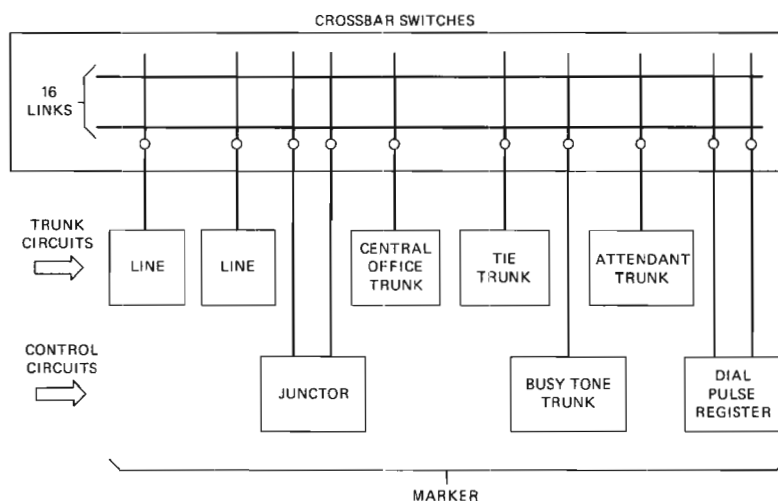 CROSSBAR SWITCHES
16
LINKS
TRUNK
CIRCUITS
LINE
LINE
CENTRAL
OFFICE
TRUNK
TIE
TRUNK
ATTENDANT
TRUNK
CONTROL
CIRCUITS
JUNCTOR
BUSY TONE
TRUNK
DIAL
PULSE
REGISTER
MARKER